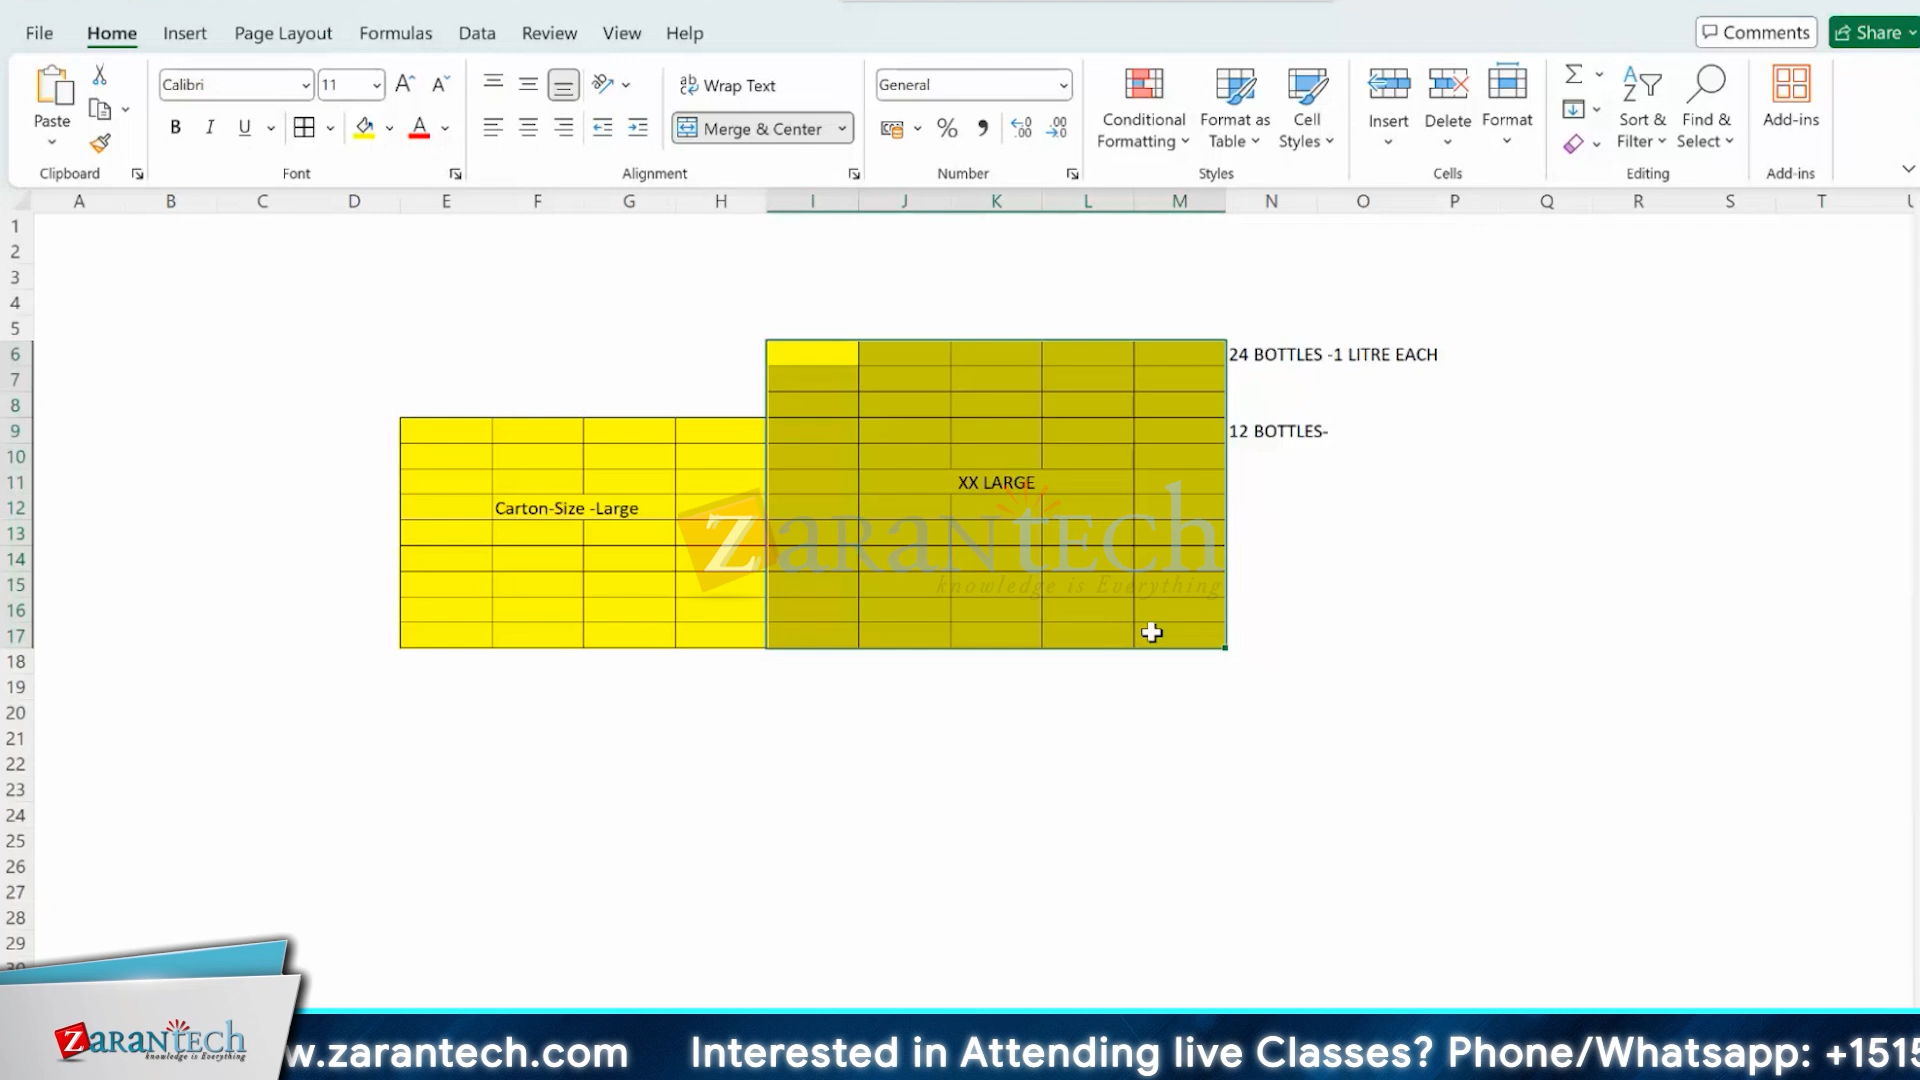 File Home Insert Page Layout Formulas Data Review View Help Comments Share
Calibri 11 Wrap Text General
Paste B I U A Merge & Center % Conditional Formatting Format as Table Cell Styles Insert Delete Format Sort & Filter Find & Select Add-ins
Clipboard Font Alignment Number Styles Cells Editing Add-ins
A B C D E F G H I J K L M N O P Q R S T U
1
2
3
4
5
6 24 BOTTLES -1 LITRE EACH
7
8
9 12 BOTTLES-
10
11 XX LARGE
12 Carton-Size -Large
13
14
15
16
17
18
19
20
21
22
23
24
25
26
27
28
29
30
ZARANTECH
knowledge is Everything
ZARANTECH
knowledge is Everything
w.zarantech.com Interested in Attending live Classes? Phone/Whatsapp: +1515